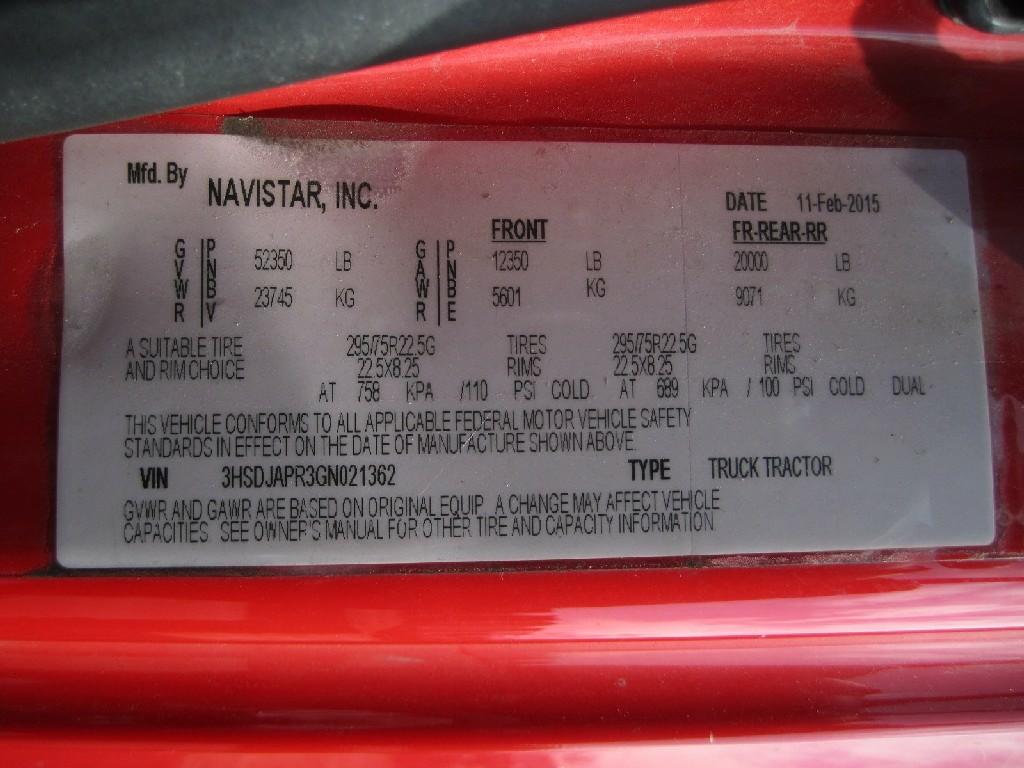 Mfd. By NAVISTAR, INC. DATE 11-Feb-2015
FRONT FR-REAR-RR
GVWR PNBV 52350 LB GAWR PNBE 12350 LB 20000 LB
23745 KG 5601 KG 9071 KG
A SUITABLE TIRE 295/75R22.5G TIRES 295/75R22.5G TIRES
AND RIM CHOICE 22.5X8.25 RIMS 22.5X8.25 RIMS
AT 758 KPA /110 PSI COLD AT 689 KPA / 100 PSI COLD DUAL
THIS VEHICLE CONFORMS TO ALL APPLICABLE FEDERAL MOTOR VEHICLE SAFETY
STANDARDS IN EFFECT ON THE DATE OF MANUFACTURE SHOWN ABOVE.
VIN 3HSDJAPR3GN021362 TYPE TRUCK TRACTOR
GVWR AND GAWR ARE BASED ON ORIGINAL EQUIP. A CHANGE MAY AFFECT VEHICLE
CAPACITIES. SEE OWNER'S MANUAL FOR OTHER TIRE AND CAPACITY INFORMATION